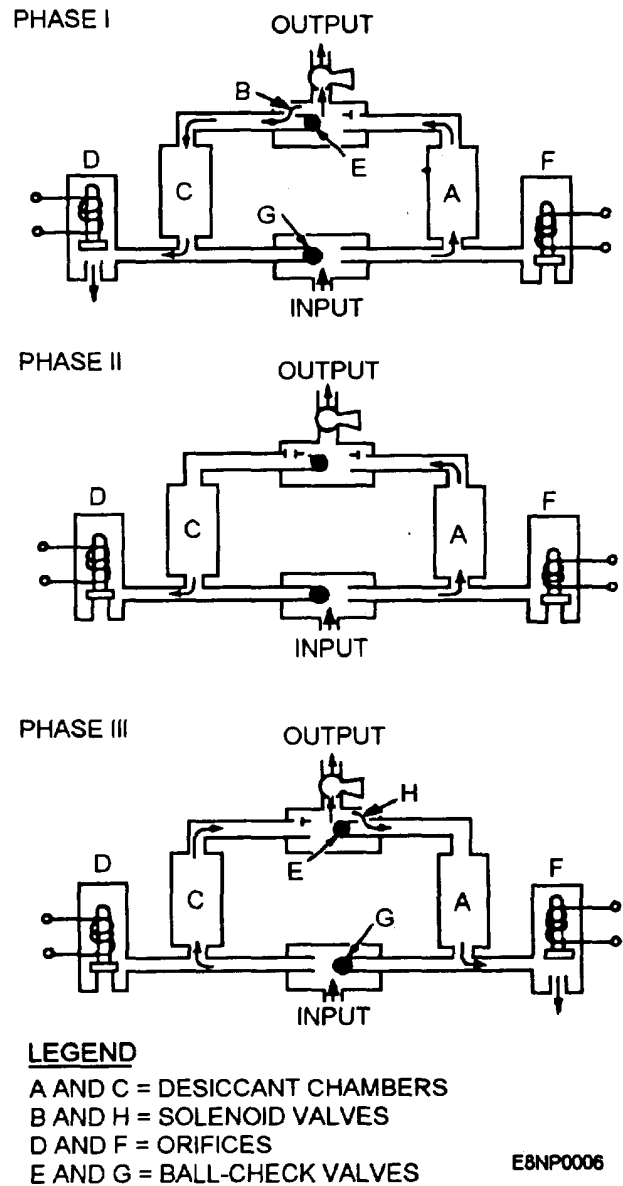 PHASE I
OUTPUT
B
E
D
C
A
F
G
INPUT
PHASE II
OUTPUT
D
C
A
F
INPUT
PHASE III
OUTPUT
H
E
D
C
A
F
G
INPUT
LEGEND
A AND C = DESICCANT CHAMBERS
B AND H = SOLENOID VALVES
D AND F = ORIFICES
E AND G = BALL-CHECK VALVES
E8NP0006